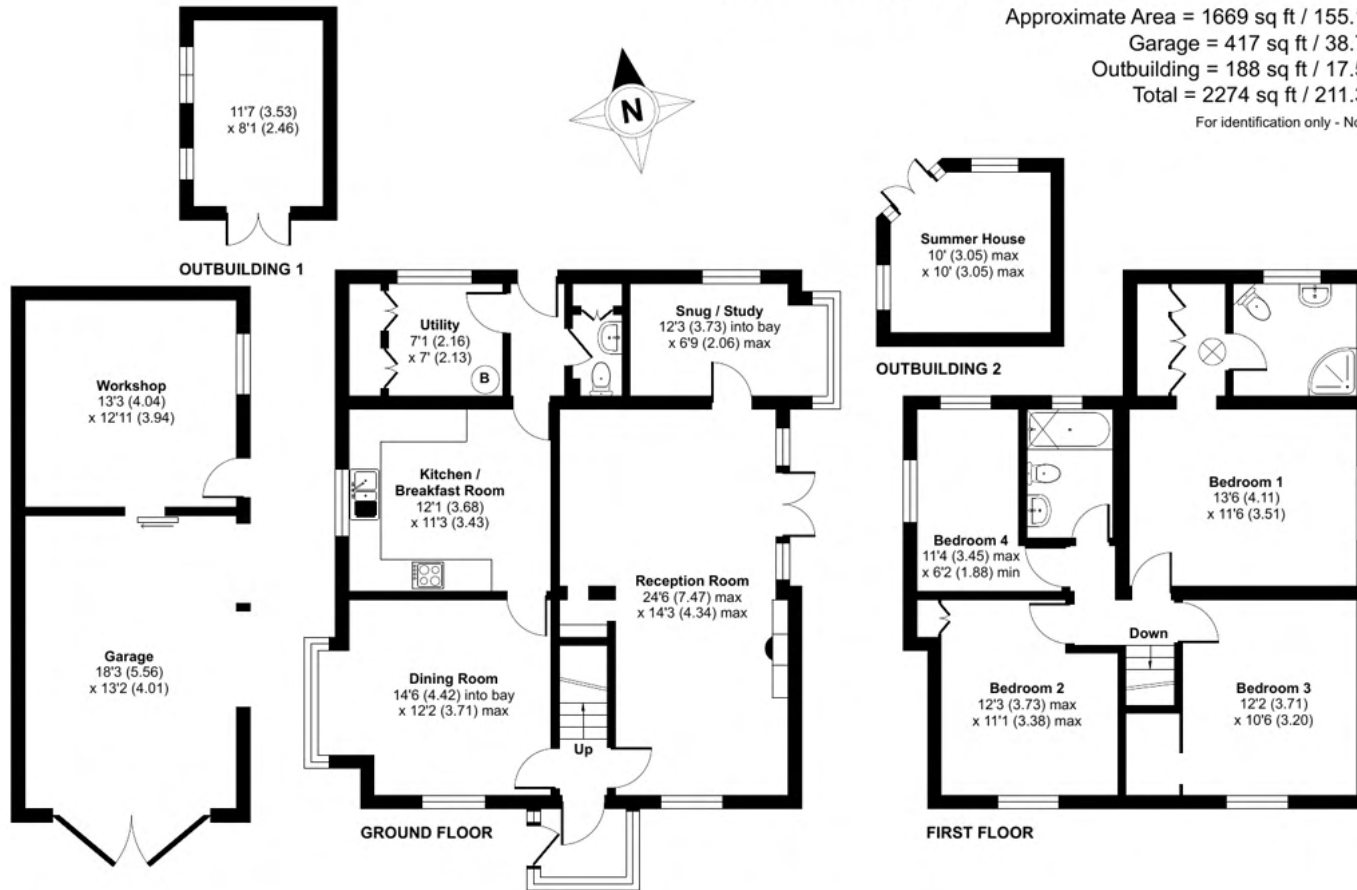 Approximate Area = 1669 sq ft / 155.
Garage = 417 sq ft / 38.
Outbuilding = 188 sq ft / 17.
Total = 2274 sq ft / 211.
For identification only -
N
11'7 (3.53)
x 8'1 (2.46)
OUTBUILDING 1
Summer House
10' (3.05) max
x 10' (3.05) max
OUTBUILDING 2
Workshop
13'3 (4.04)
x 12'11 (3.94)
Garage
18'3 (5.56)
x 13'2 (4.01)
Utility
7'1 (2.16)
x 7' (2.13)
B
Snug / Study
12'3 (3.73) into bay
x 6'9 (2.06) max
Kitchen /
Breakfast Room
12'1 (3.68)
x 11'3 (3.43)
Reception Room
24'6 (7.47) max
x 14'3 (4.34) max
Dining Room
14'6 (4.42) into bay
x 12'2 (3.71) max
Up
GROUND FLOOR
Bedroom 1
13'6 (4.11)
x 11'6 (3.51)
Bedroom 4
11'4 (3.45) max
x 6'2 (1.88) min
Down
Bedroom 2
12'3 (3.73) max
x 11'1 (3.38) max
Bedroom 3
12'2 (3.71)
x 10'6 (3.20)
FIRST FLOOR